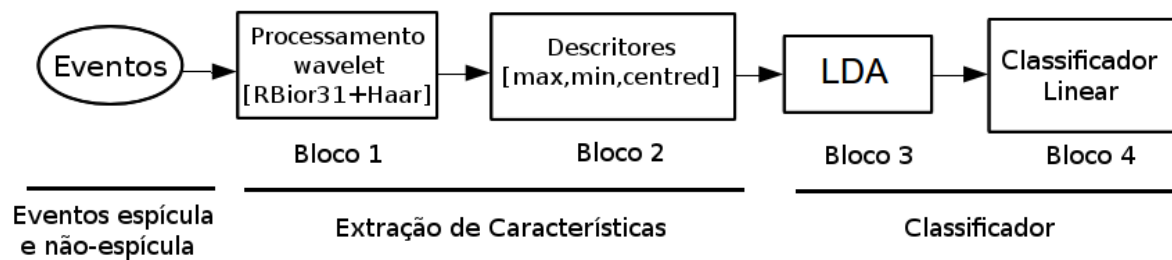 Eventos
Processamento
wavelet
[RBior31+Haar]
Descritores
[max,min,centred]
LDA
Classificador
Linear
Bloco 1
Bloco 2
Bloco 3
Bloco 4
Eventos espícula
e não-espícula
Extração de Características
Classificador